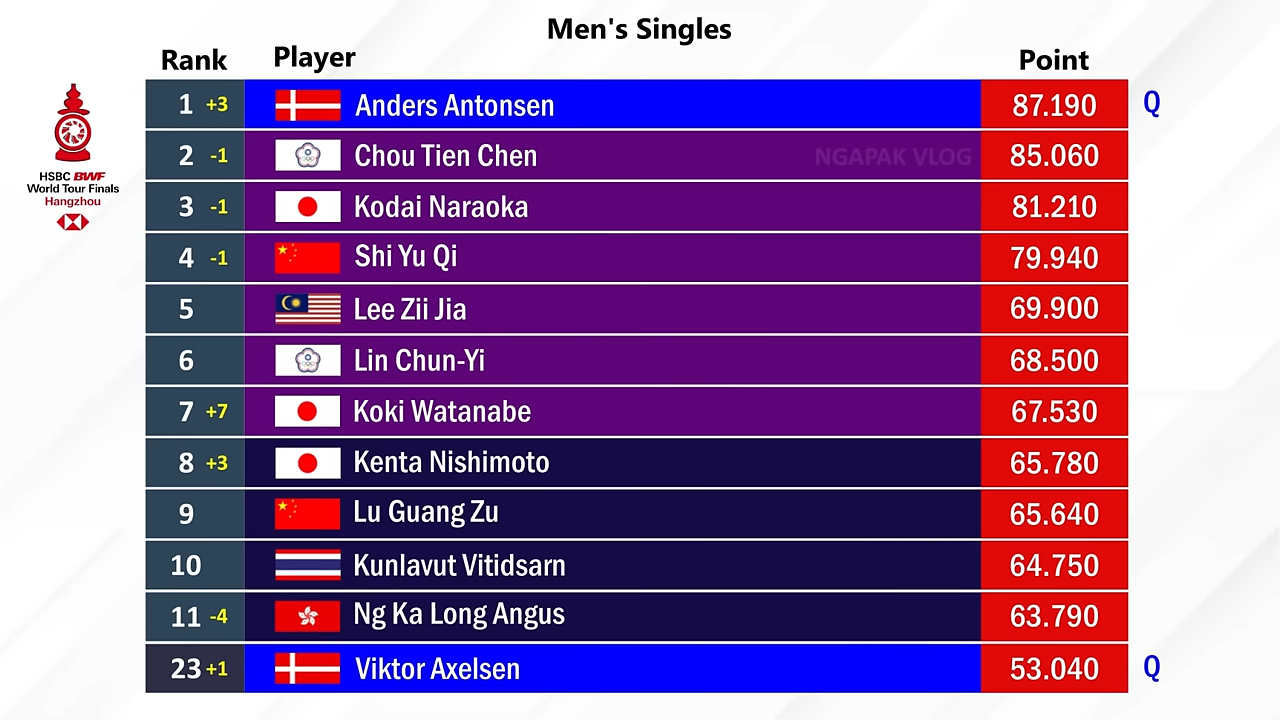 Men's Singles
Rank Player Point
1 +3 Anders Antonsen 87.190 Q
2 -1 Chou Tien Chen NGAPAK VLOG 85.060
3 -1 Kodai Naraoka 81.210
4 -1 Shi Yu Qi 79.940
5 Lee Zii Jia 69.900
6 Lin Chun-Yi 68.500
7 +7 Koki Watanabe 67.530
8 +3 Kenta Nishimoto 65.780
9 Lu Guang Zu 65.640
10 Kunlavut Vitidsarn 64.750
11 -4 Ng Ka Long Angus 63.790
23 +1 Viktor Axelsen 53.040 Q
HSBC BWF
World Tour Finals
Hangzhou